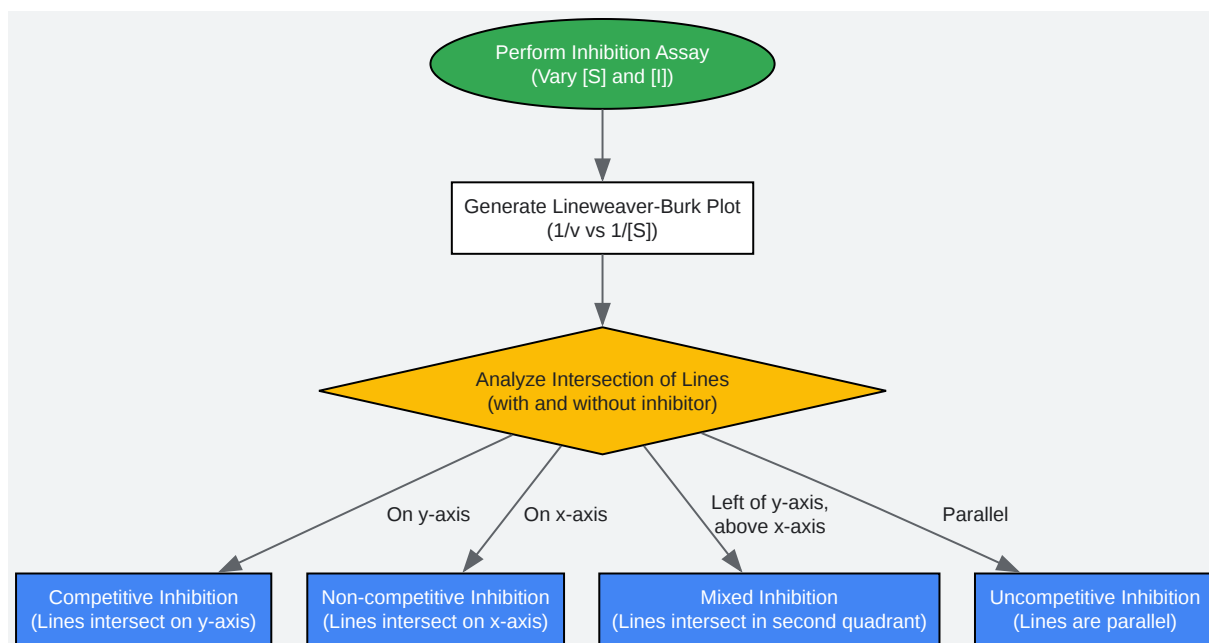 Perform Inhibition Assay
(Vary [S] and [I])
Generate Lineweaver-Burk Plot
(1/v vs 1/[S])
Analyze Intersection of Lines
(with and without inhibitor)
On y-axis
On x-axis
Left of y-axis,
above x-axis
Parallel
Competitive Inhibition
(Lines intersect on y-axis)
Non-competitive Inhibition
(Lines intersect on x-axis)
Mixed Inhibition
(Lines intersect in second quadrant)
Uncompetitive Inhibition
(Lines are parallel)